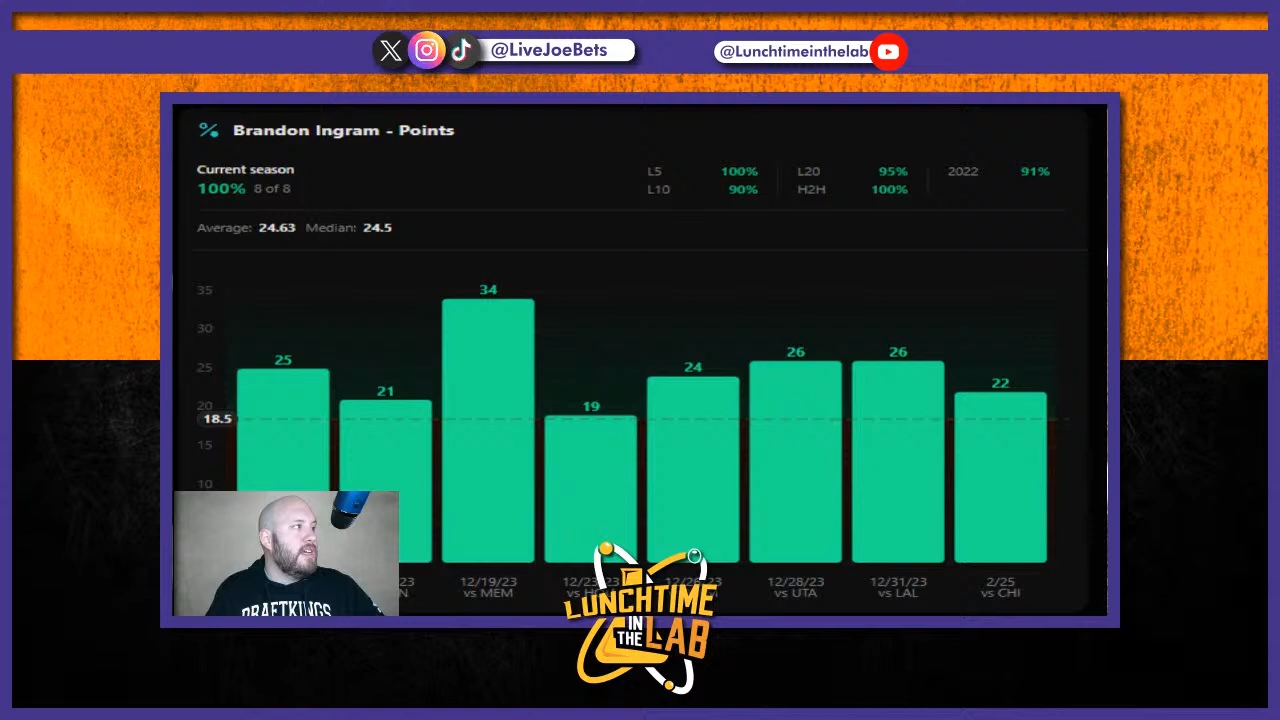 @LiveJoeBets
@Lunchtimeinthelab
Brandon Ingram - Points
Current season
100% 8 of 8
L5 100% L20 95% 2022 91%
L10 90% H2H 100%
Average: 24.63 Median: 24.5
35
30
25
20
18.5
15
10
25
21
34
19
24
26
26
22
12/19/23
vs MEM
12/28/23
vs UTA
12/31/23
vs LAL
2/25
vs CHI
DRAFTKINGS
LUNCHTIME
IN
THE LAB